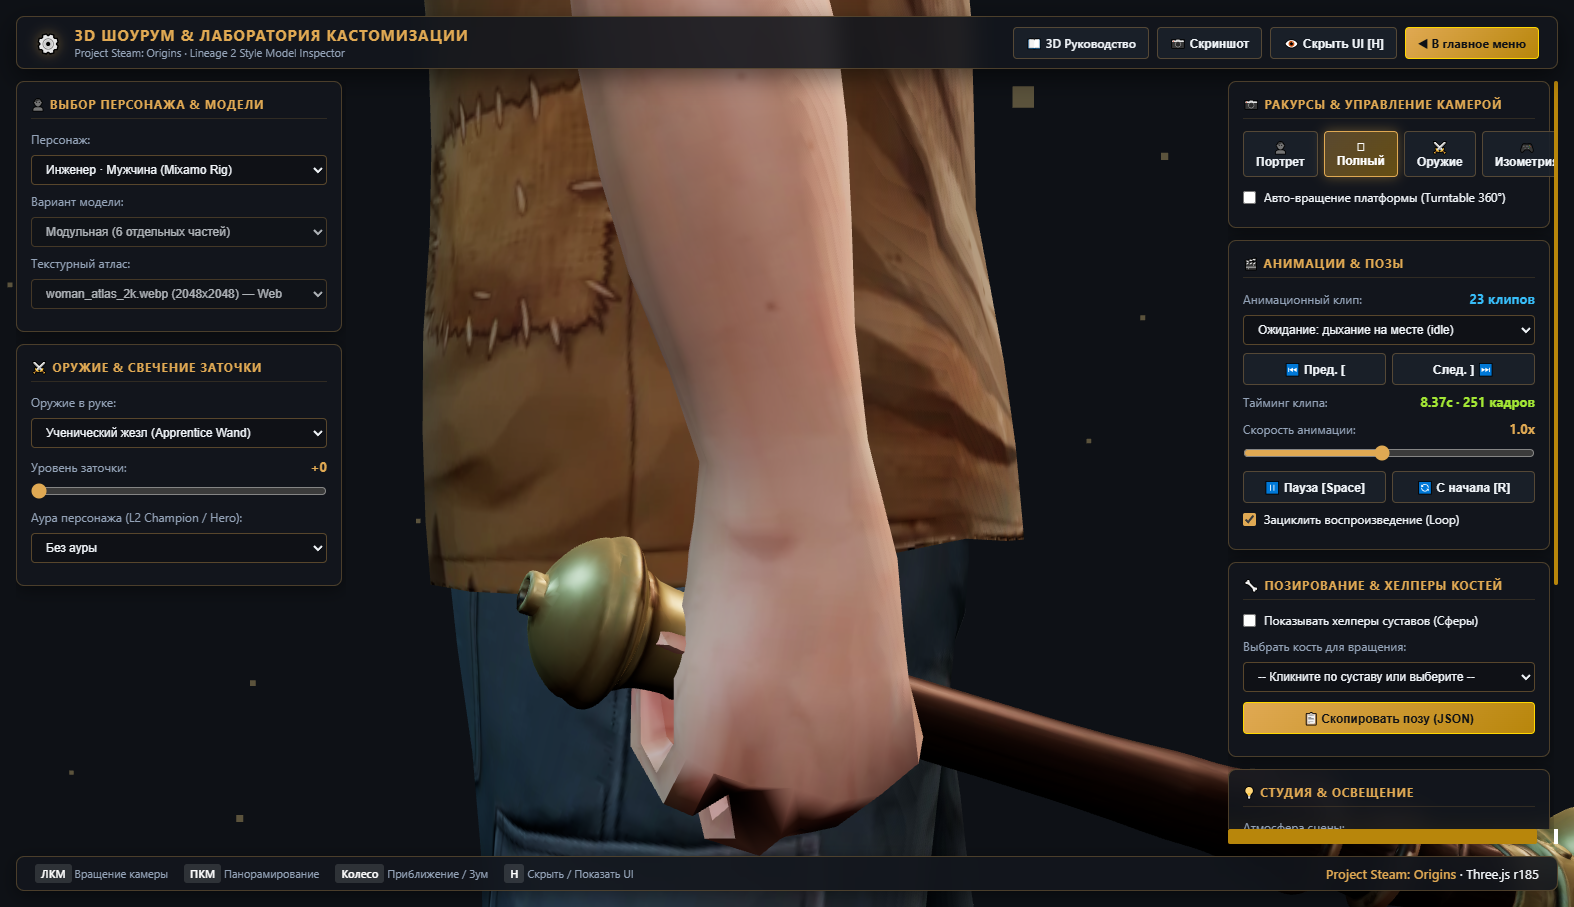 3D ШОУРУМ & ЛАБОРАТОРИЯ КАСТОМИЗАЦИИ
Project Steam: Origins · Lineage 2 Style Model Inspector
3D Руководство
Скриншот
Скрыть UI [H]
◀ В главное меню
ВЫБОР ПЕРСОНАЖА & МОДЕЛИ
Персонаж:
Инженер · Мужчина (Mixamo Rig)
Вариант модели:
Модульная (6 отдельных частей)
Текстурный атлас:
woman_atlas_2k.webp (2048x2048) — Web
ОРУЖИЕ & СВЕЧЕНИЕ ЗАТОЧКИ
Оружие в руке:
Ученический жезл (Apprentice Wand)
Уровень заточки: +0
Аура персонажа (L2 Champion / Hero):
Без ауры
РАКУРСЫ & УПРАВЛЕНИЕ КАМЕРОЙ
Портрет
Полный
Оружие
Изометрия
Авто-вращение платформы (Turntable 360°)
АНИМАЦИИ & ПОЗЫ
Анимационный клип: 23 клипов
Ожидание: дыхание на месте (idle)
Пред. [
След. ]
Тайминг клипа: 8.37с · 251 кадров
Скорость анимации: 1.0x
Пауза [Space]
С начала [R]
Зациклить воспроизведение (Loop)
ПОЗИРОВАНИЕ & ХЕЛПЕРЫ КОСТЕЙ
Показывать хелперы суставов (Сферы)
Выбрать кость для вращения:
-- Кликните по суставу или выберите --
Скопировать позу (JSON)
СТУДИЯ & ОСВЕЩЕНИЕ
Атмосфера сцены:
ЛКМ Вращение камеры
ПКМ Панорамирование
Колесо Приближение / Зум
H Скрыть / Показать UI
Project Steam: Origins · Three.js r185